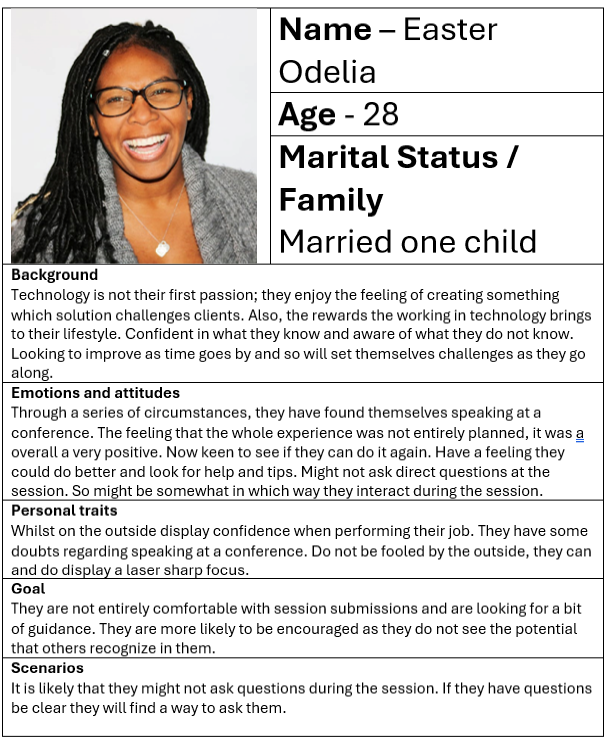 Name – Easter
Odelia
Age - 28
Marital Status /
Family
Married one child
Background
Technology is not their first passion; they enjoy the feeling of creating something
which solution challenges clients. Also, the rewards the working in technology brings
to their lifestyle. Confident in what they know and aware of what they do not know.
Looking to improve as time goes by and so will set themselves challenges as they go
along.
Emotions and attitudes
Through a series of circumstances, they have found themselves speaking at a
conference. The feeling that the whole experience was not entirely planned, it was a
overall a very positive. Now keen to see if they can do it again. Have a feeling they
could do better and look for help and tips. Might not ask direct questions at the
session. So might be somewhat in which way they interact during the session.
Personal traits
Whilst on the outside display confidence when performing their job. They have some
doubts regarding speaking at a conference. Do not be fooled by the outside, they can
and do display a laser sharp focus.
Goal
They are not entirely comfortable with session submissions and are looking for a bit
of guidance. They are more likely to be encouraged as they do not see the potential
that others recognize in them.
Scenarios
It is likely that they might not ask questions during the session. If they have questions
be clear they will find a way to ask them.